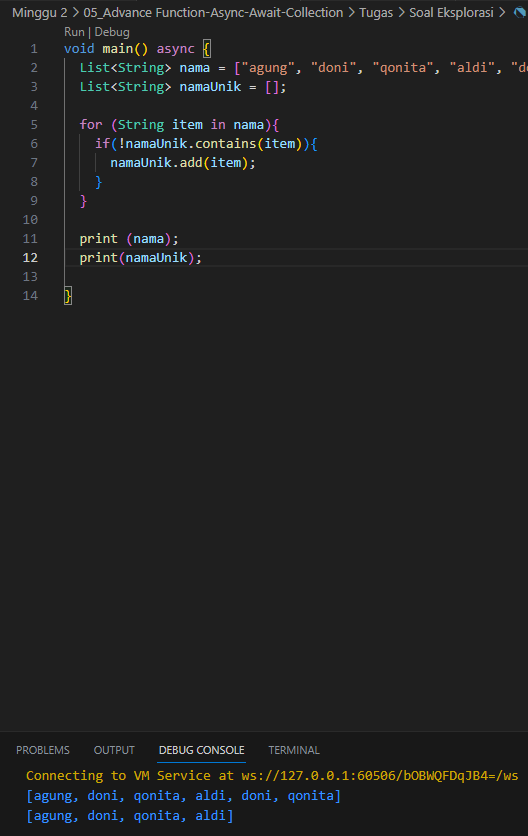 Minggu 2 > 05_Advance Function-Async-Await-Collection > Tugas > Soal Eksplorasi >
Run | Debug
1 void main() async {
2 List<String> nama = ["agung", "doni", "qonita", "aldi", "do
3 List<String> namaUnik = [];
4
5 for (String item in nama){
6 if(!namaUnik.contains(item)){
7 namaUnik.add(item);
8 }
9 }
10
11 print (nama);
12 print(namaUnik);
13
14 }
PROBLEMS OUTPUT DEBUG CONSOLE TERMINAL
Connecting to VM Service at ws://127.0.0.1:60506/bOBWQFDqJB4=/ws
[agung, doni, qonita, aldi, doni, qonita]
[agung, doni, qonita, aldi]